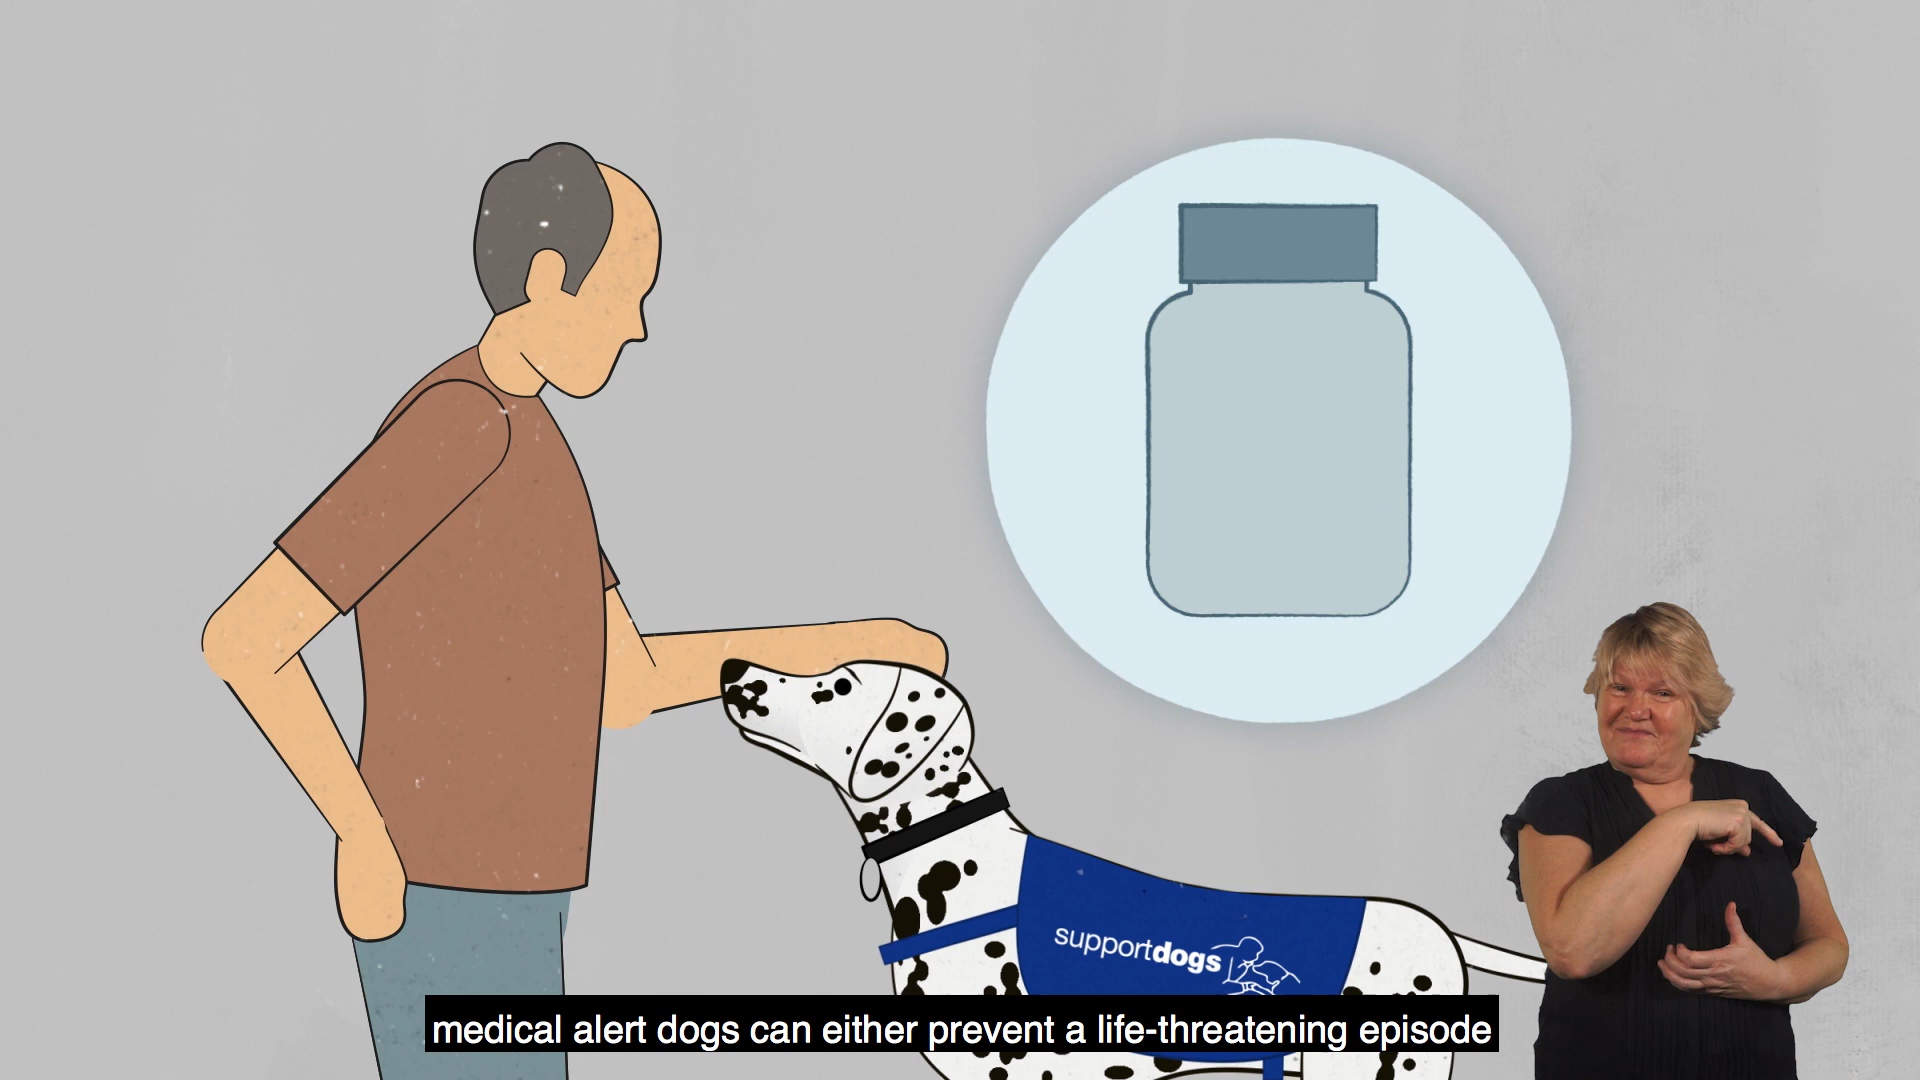 supportdogs
medical alert dogs can either prevent a life-threatening episode